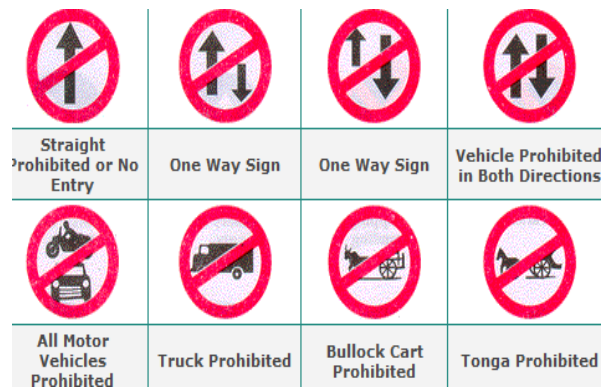 Straight
Prohibited or No
Entry
One Way Sign
One Way Sign
Vehicle Prohibited
in Both Directions
All Motor
Vehicles
Prohibited
Truck Prohibited
Bullock Cart
Prohibited
Tonga Prohibited